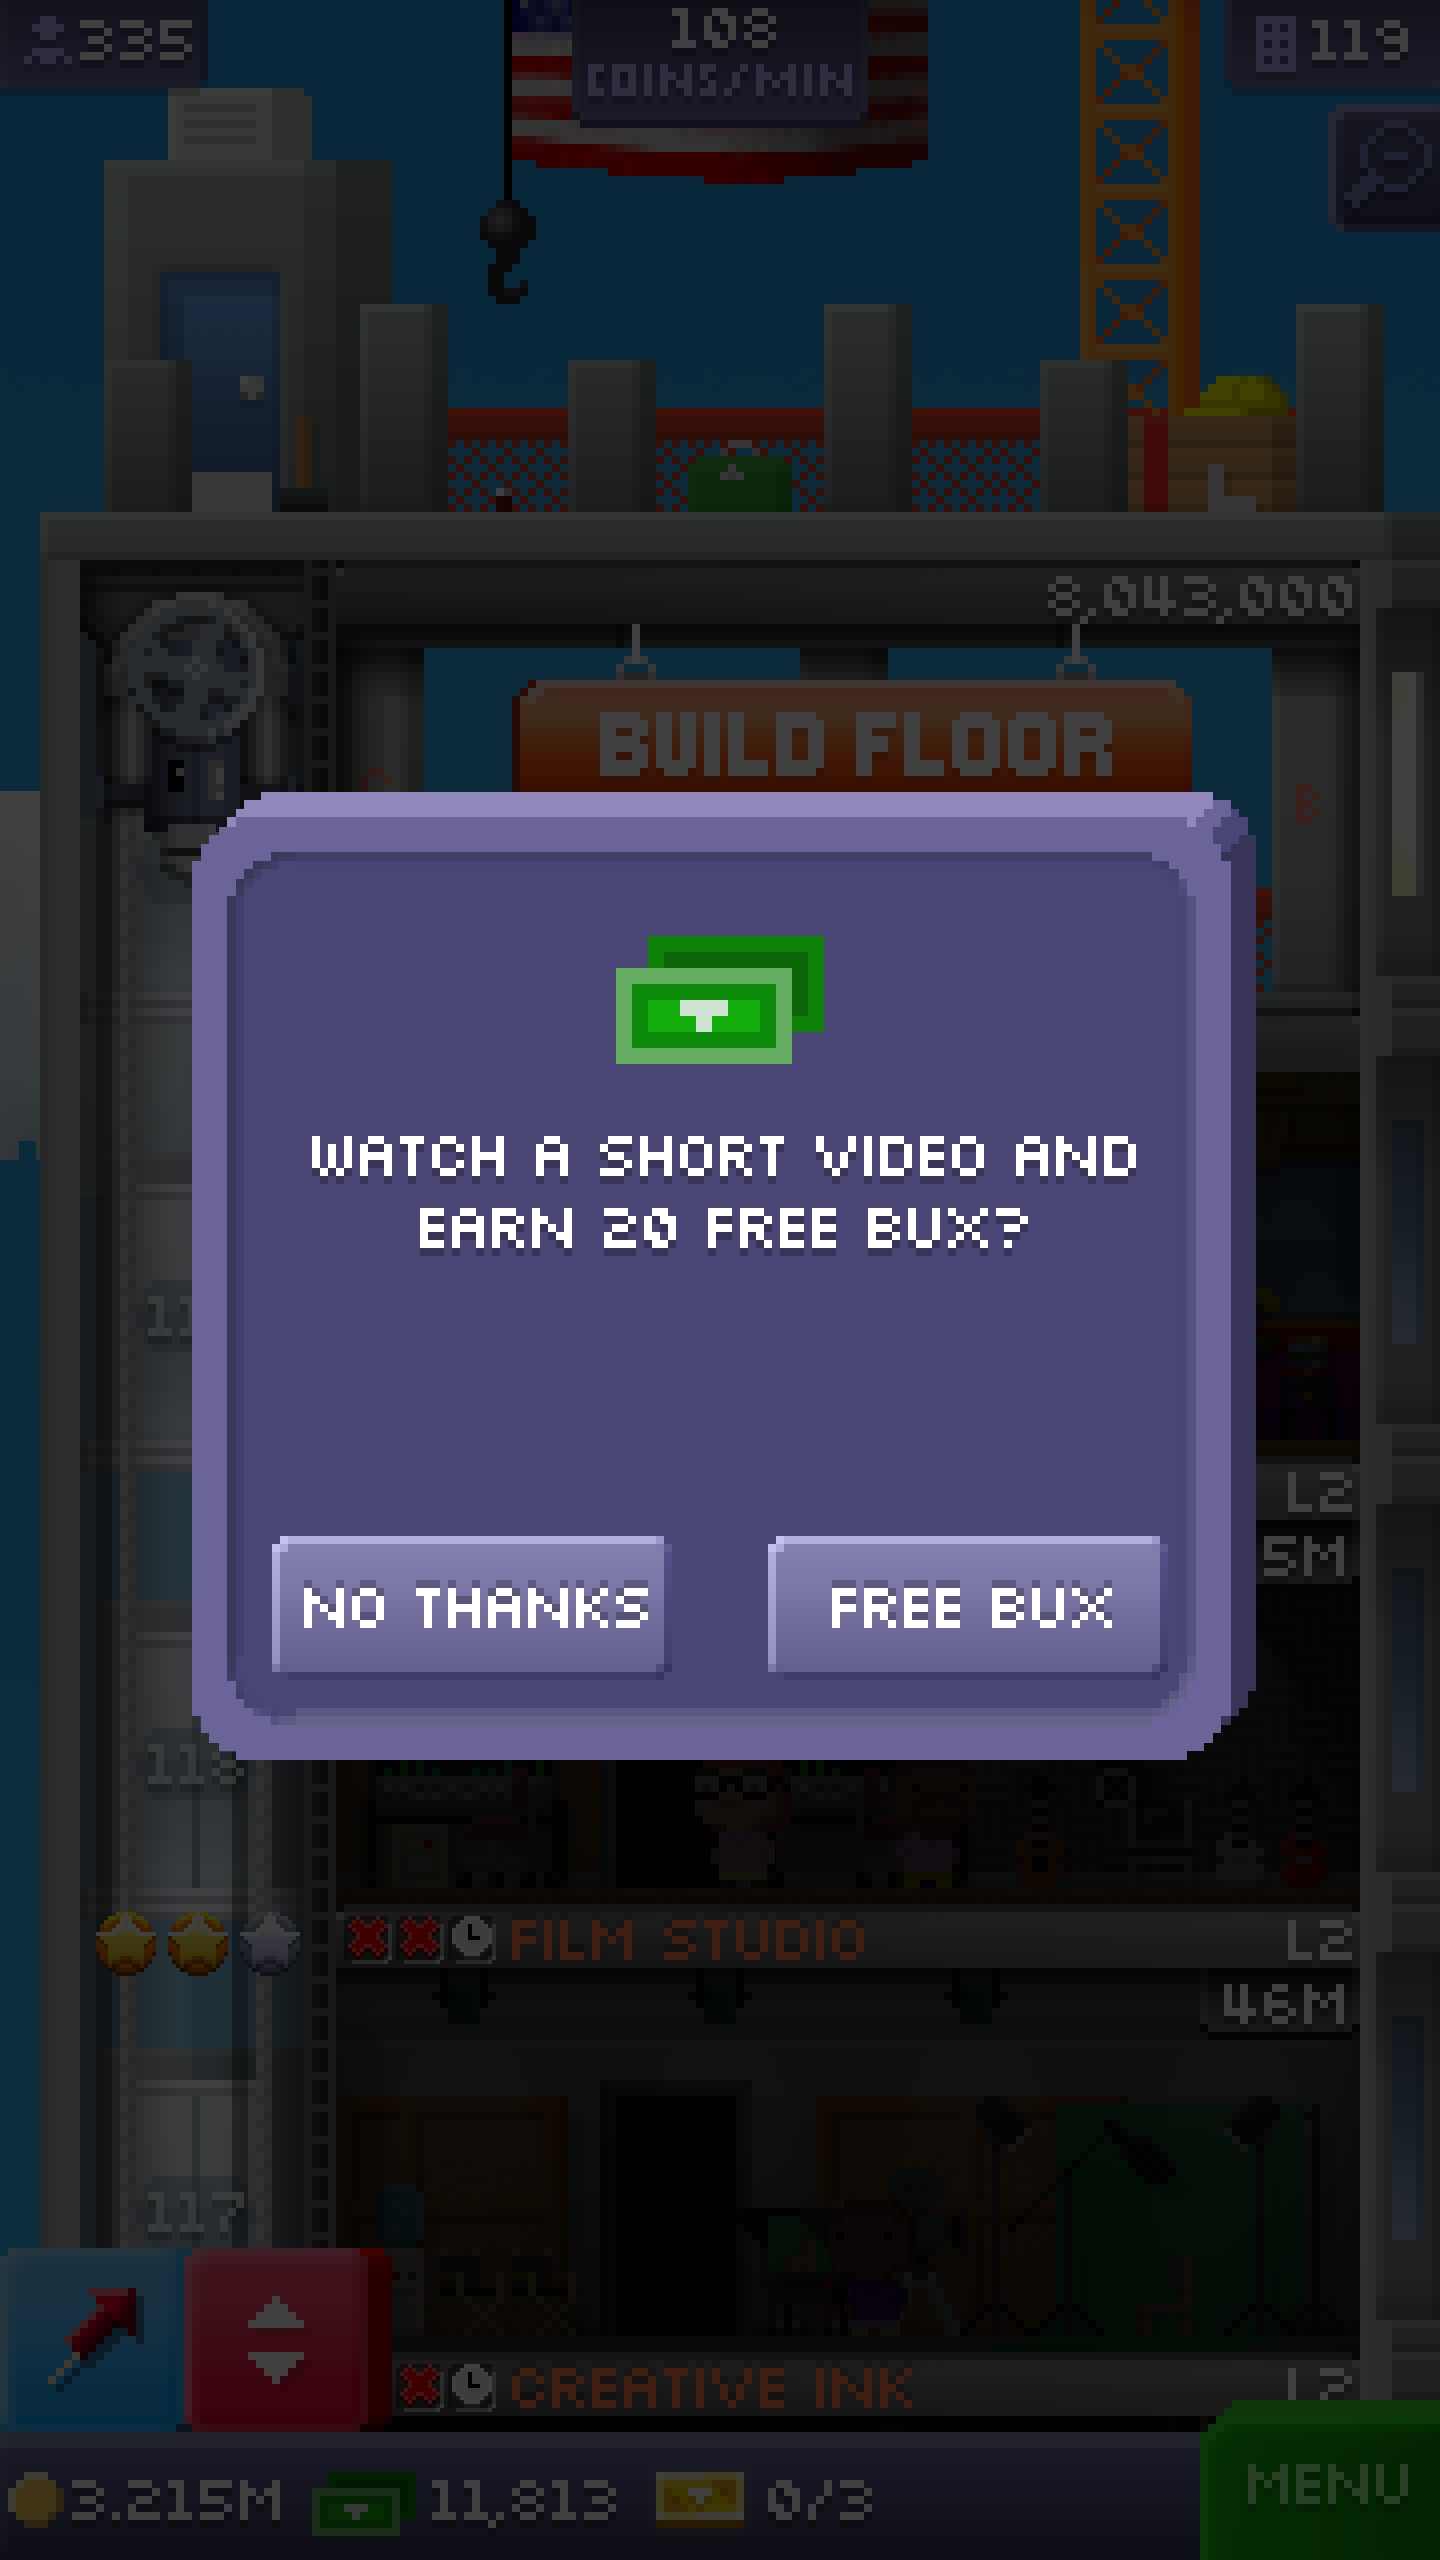 335
108
COINS/MIN
119
8,043,000
BUILD FLOOR
B
WATCH A SHORT VIDEO AND
EARN 20 FREE BUX?
L2
5M
NO THANKS
FREE BUX
118
FILM STUDIO
L2
46M
117
CREATIVE INK
L2
3.215M
11,813
0/3
MENU